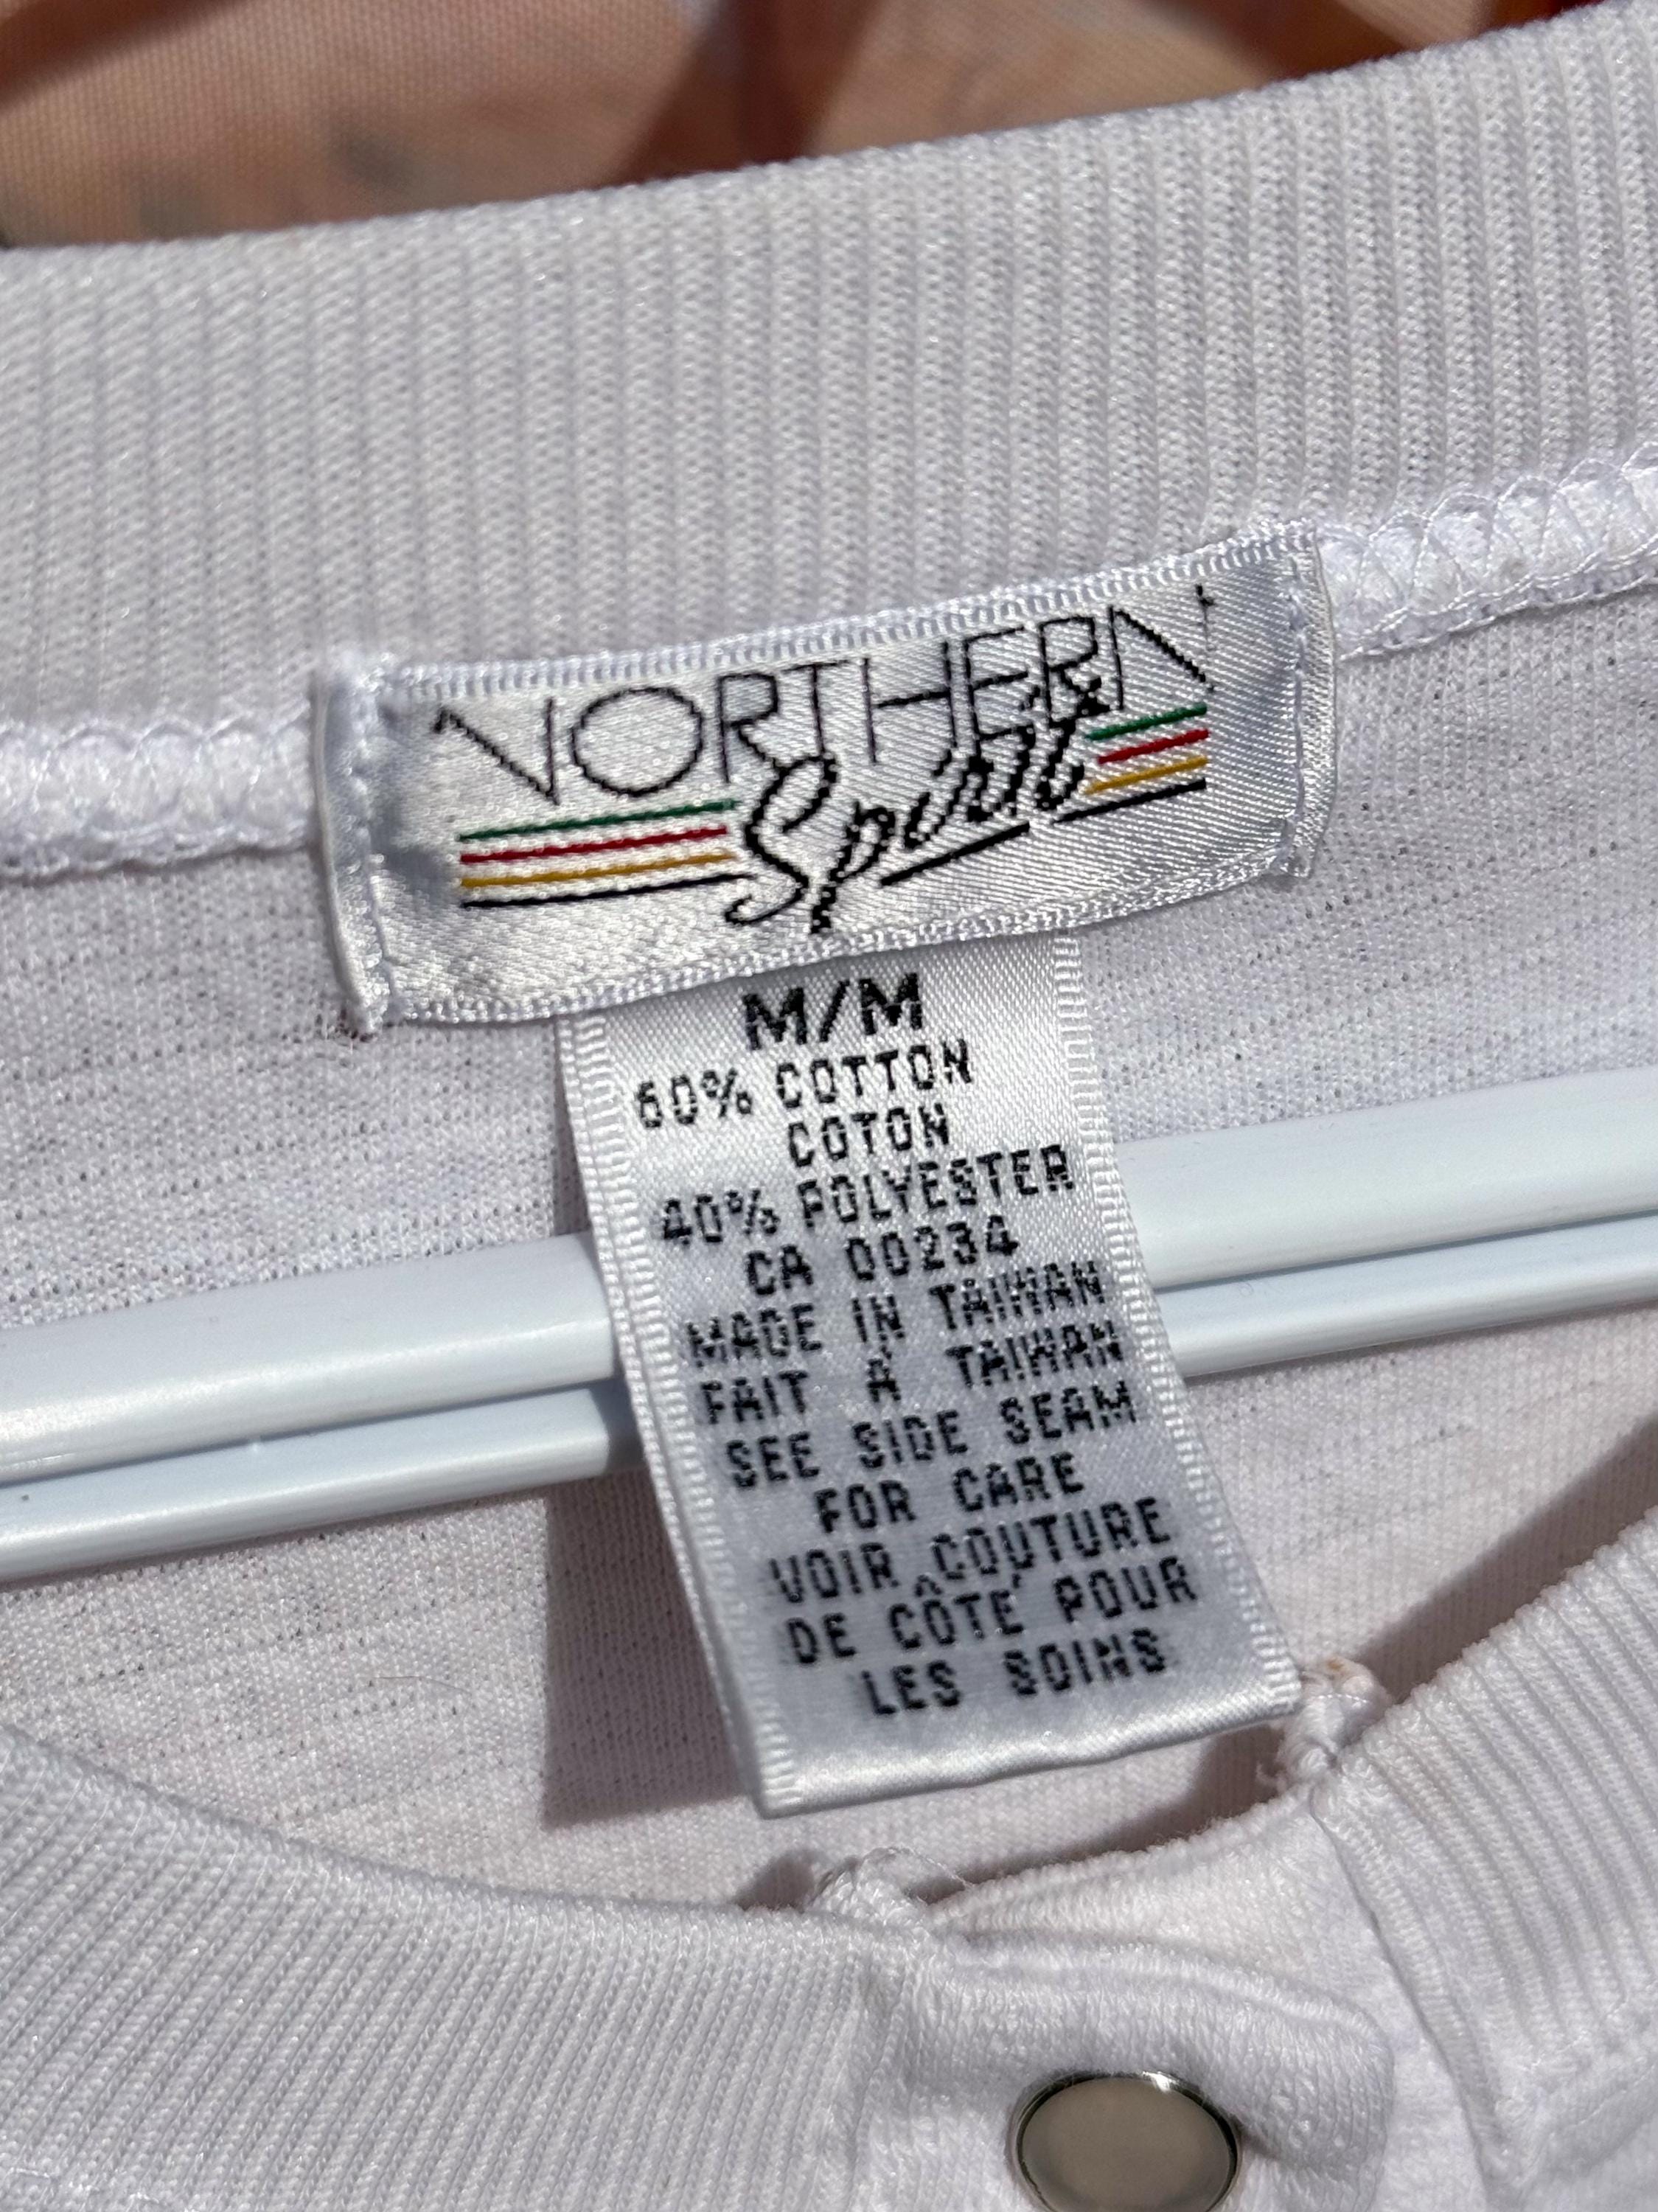 NORTHERN
Spirit
M/M
60% COTTON
COTON
40% POLYESTER
CA 00234
MADE IN TAIWAN
FAIT À TAIWAN
SEE SIDE SEAM
FOR CARE
VOIR COUTURE
DE CÔTÉ POUR
LES SOINS